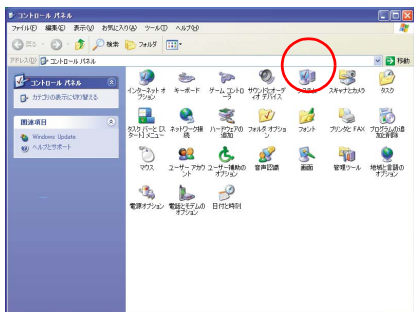 コントロール パネル
ファイル(F) 編集(E) 表示(V) お気に入り(A) ツール(T) ヘルプ(H)
戻る 検索 フォルダ
アドレス(D) コントロール パネル 移動
コントロール パネル
カテゴリの表示に切り替える
関連項目
Windows Update
ヘルプとサポート
インターネット オプション
キーボード
ゲーム コントローラ
サウンドとオーディオ デバイス
システム
スキャナとカメラ
タスク
タスク バーと [スタート] メニュー
ネットワーク接続
ハードウェアの追加
フォルダ オプション
フォント
プリンタと FAX
プログラムの追加と削除
マウス
ユーザー アカウント
ユーザー補助のオプション
音声認識
画面
管理ツール
地域と言語のオプション
電源オプション
電話とモデムのオプション
日付と時刻